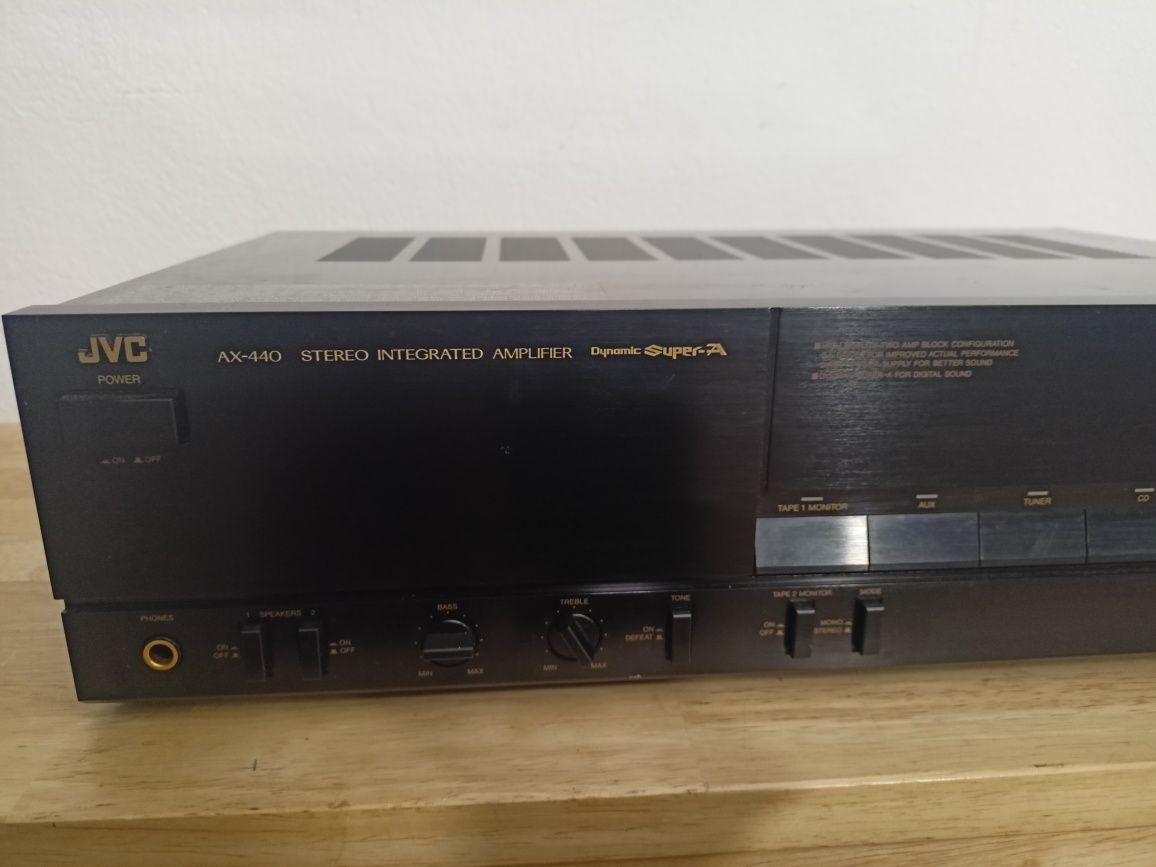 JVC
AX-440 STEREO INTEGRATED AMPLIFIER Dynamic Super-A
POWER
ON OFF
TWO AMP BLOCK CONFIGURATION
FOR IMPROVED ACTUAL PERFORMANCE
SUPPLY FOR BETTER SOUND
FOR DIGITAL SOUND
TAPE 1 MONITOR AUX TUNER CD
PHONES
1 SPEAKERS 2
ON
OFF
ON
OFF
BASS
MIN MAX
TREBLE
MIN MAX
TONE
ON
DEFEAT
TAPE 2 MONITOR
ON
OFF
MODE
MONO
STEREO